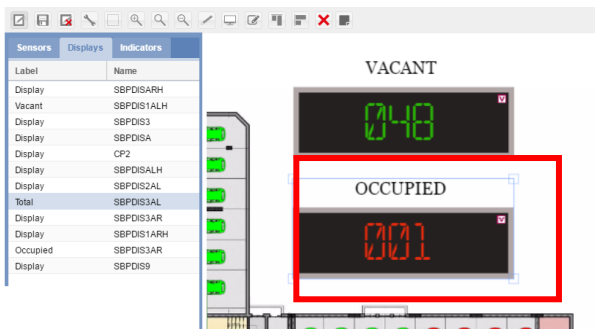 Sensors Displays Indicators
Label Name
Display SBPDISARH
Vacant SBPDIS1ALH
Display SBPDIS3
Display SBPDISA
Display CP2
Display SBPDISALH
Display SBPDIS2AL
Total SBPDIS3AL
Display SBPDIS3AR
Display SBPDIS1ARH
Occupied SBPDIS3AR
Display SBPDIS9
VACANT
V
048
OCCUPIED
V
001